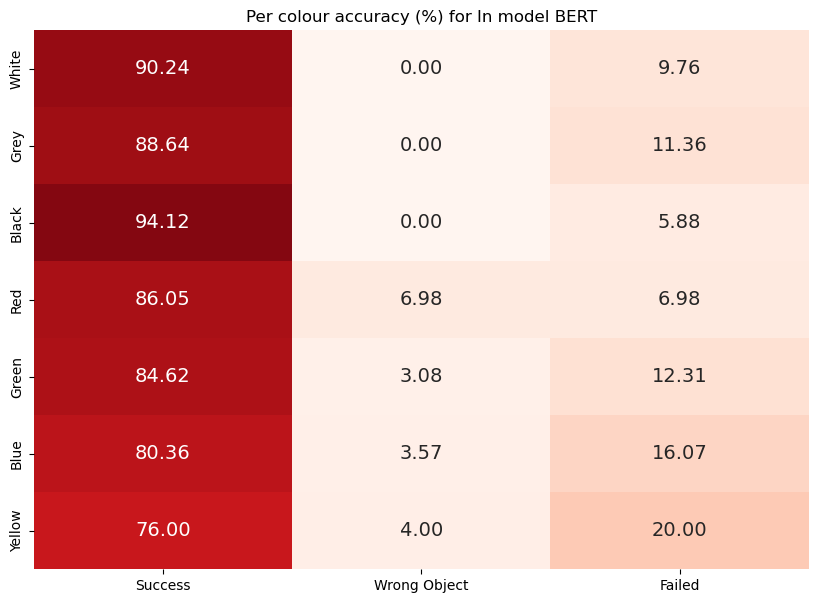 Per colour accuracy (%) for In model BERT
White 90.24 0.00 9.76
Grey 88.64 0.00 11.36
Black 94.12 0.00 5.88
Red 86.05 6.98 6.98
Green 84.62 3.08 12.31
Blue 80.36 3.57 16.07
Yellow 76.00 4.00 20.00
Success Wrong Object Failed